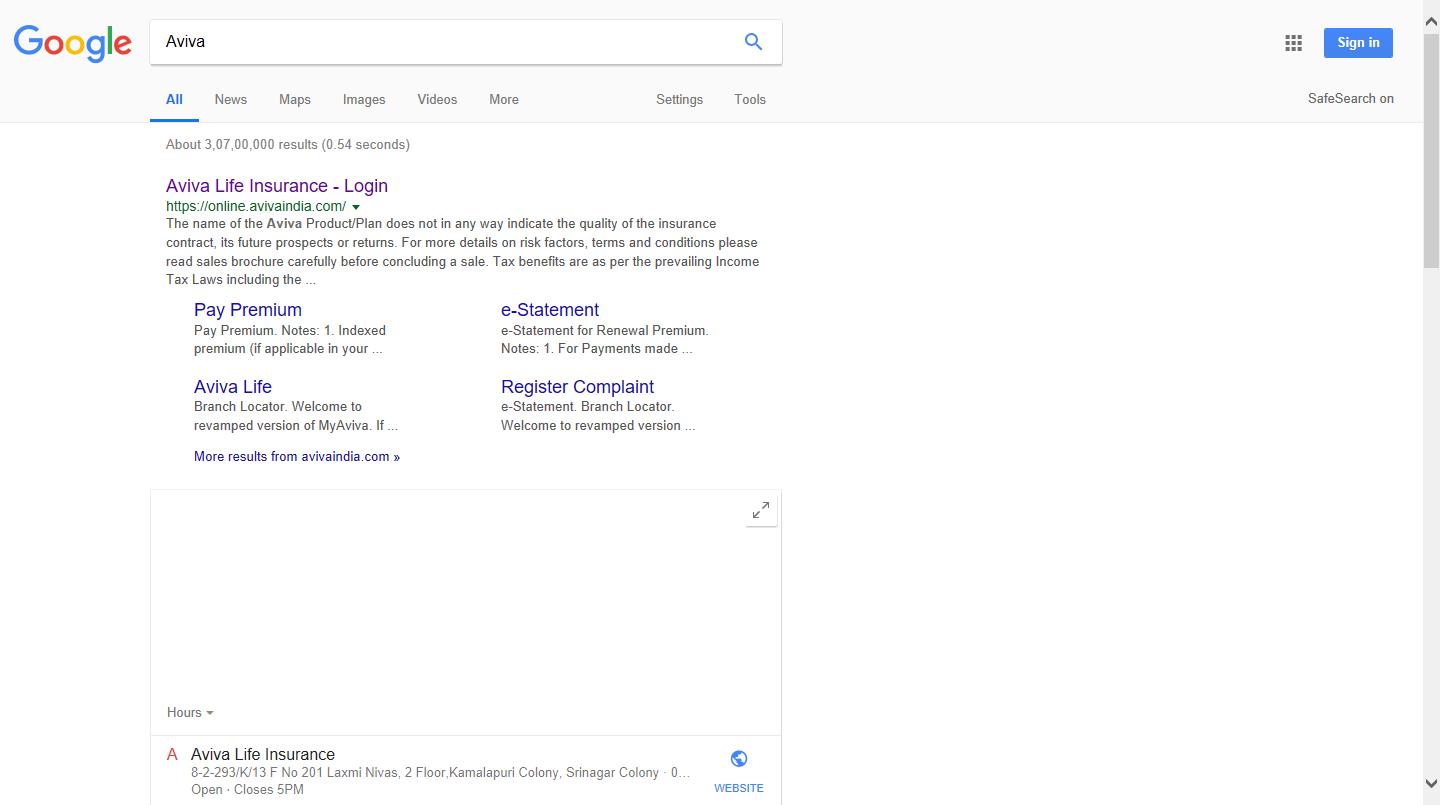 Google
Aviva
Sign in
All News Maps Images Videos More Settings Tools
SafeSearch on
About 3,07,00,000 results (0.54 seconds)
Aviva Life Insurance - Login
https://online.avivaindia.com/
The name of the Aviva Product/Plan does not in any way indicate the quality of the insurance
contract, its future prospects or returns. For more details on risk factors, terms and conditions please
read sales brochure carefully before concluding a sale. Tax benefits are as per the prevailing Income
Tax Laws including the ...
Pay Premium
Pay Premium. Notes: 1. Indexed
premium (if applicable in your ...
e-Statement
e-Statement for Renewal Premium.
Notes: 1. For Payments made ...
Aviva Life
Branch Locator. Welcome to
revamped version of MyAviva. If ...
Register Complaint
e-Statement. Branch Locator.
Welcome to revamped version ...
More results from avivaindia.com »
Hours
A Aviva Life Insurance
8-2-293/K/13 F No 201 Laxmi Nivas, 2 Floor,Kamalapuri Colony, Srinagar Colony · 0...
Open · Closes 5PM
WEBSITE